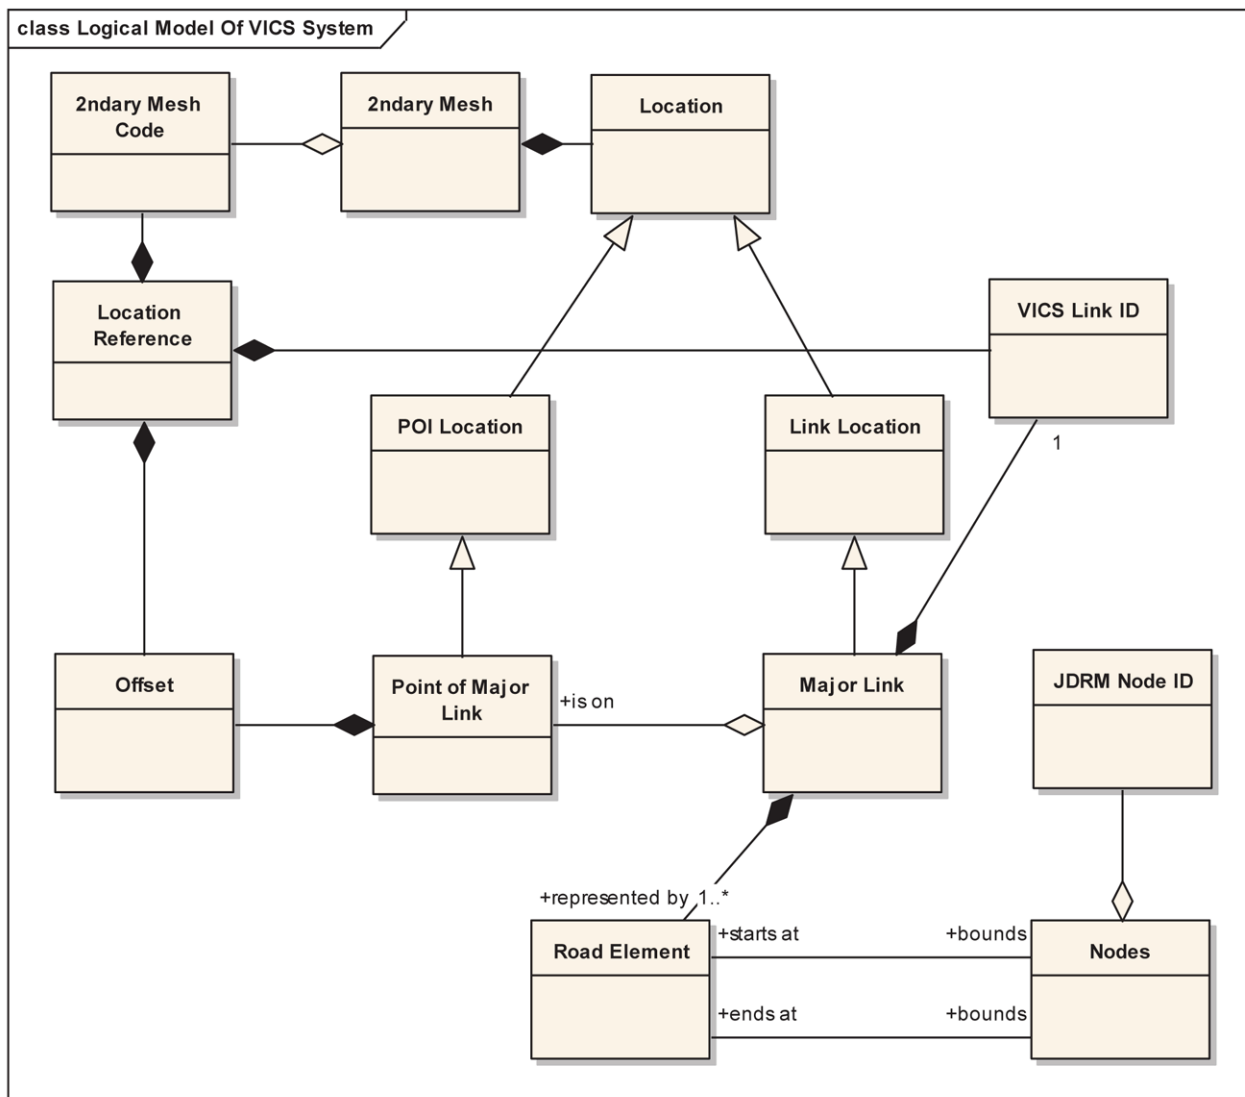 class Logical Model Of VICS System
2ndary Mesh
Code
2ndary Mesh
Location
Location
Reference
VICS Link ID
POI Location
Link Location
1
Offset
Point of Major
Link
+is on
Major Link
JDRM Node ID
+represented by 1..*
Road Element
+starts at
+bounds
Nodes
+ends at
+bounds